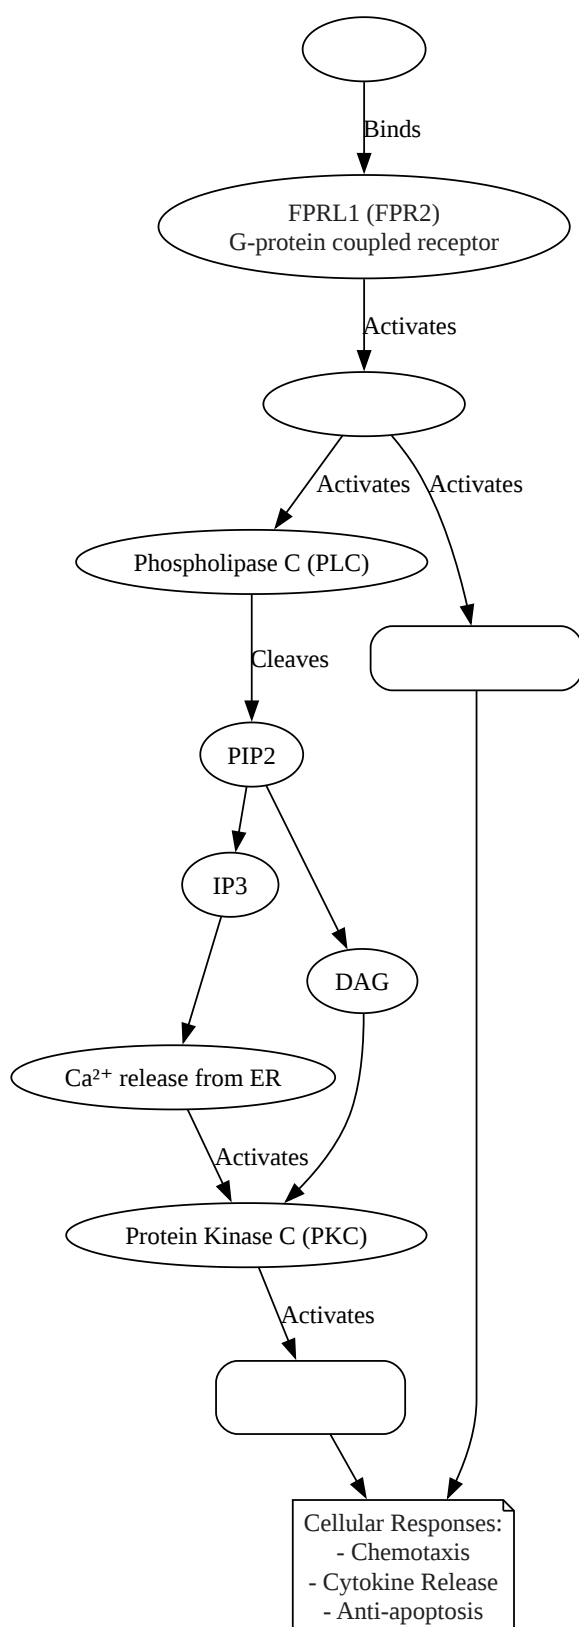 Binds
FPRL1 (FPR2)
G-protein coupled receptor
Activates
Activates
Activates
Phospholipase C (PLC)
Cleaves
PIP2
IP3
DAG
Ca²⁺ release from ER
Activates
Protein Kinase C (PKC)
Activates
Cellular Responses:
- Chemotaxis
- Cytokine Release
- Anti-apoptosis